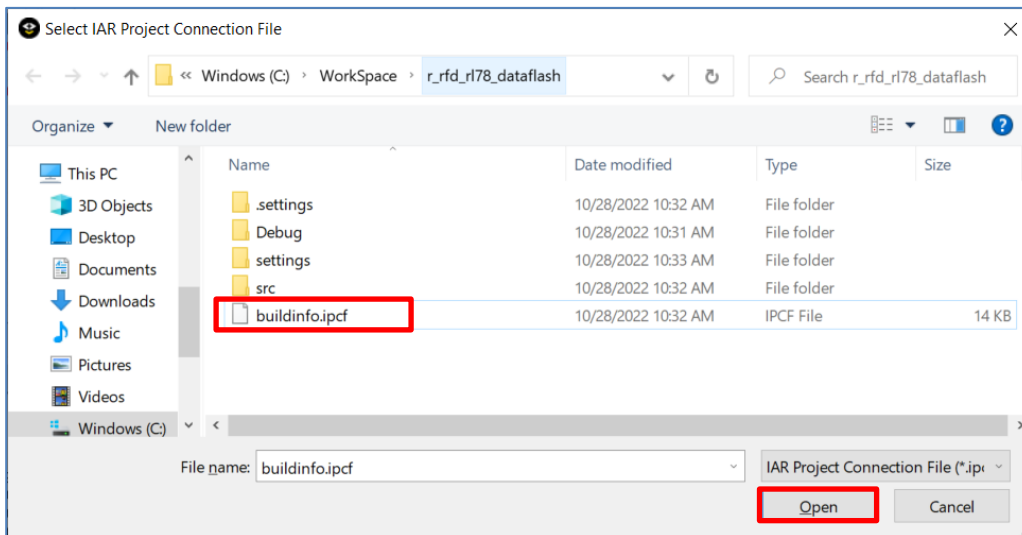 Select IAR Project Connection File
« Windows (C:) › WorkSpace › r_rfd_rl78_dataflash
Search r_rfd_rl78_dataflash
Organize New folder
Name Date modified Type Size
This PC
3D Objects
Desktop
Documents
Downloads
Music
Pictures
Videos
Windows (C:)
.settings 10/28/2022 10:32 AM File folder
Debug 10/28/2022 10:31 AM File folder
settings 10/28/2022 10:33 AM File folder
src 10/28/2022 10:32 AM File folder
buildinfo.ipcf 10/28/2022 10:32 AM IPCF File 14 KB
File name: buildinfo.ipcf IAR Project Connection File (*.ipc
Open Cancel